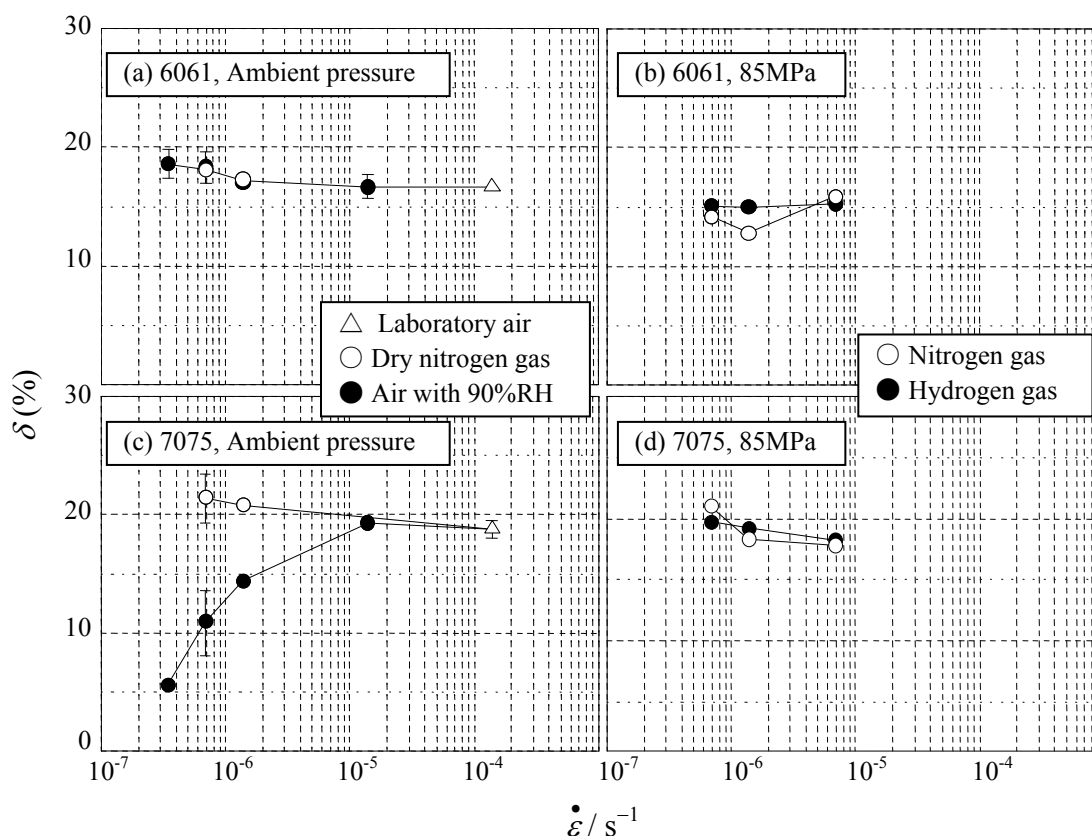 30
(a) 6061, Ambient pressure
(b) 6061, 85MPa
20
10
△ Laboratory air
○ Dry nitrogen gas
● Air with 90%RH
○ Nitrogen gas
● Hydrogen gas
δ (%)
30
(c) 7075, Ambient pressure
(d) 7075, 85MPa
20
10
0
10⁻⁷ 10⁻⁶ 10⁻⁵ 10⁻⁴ 10⁻⁶ 10⁻⁵ 10⁻⁴
ε̇ / s⁻¹